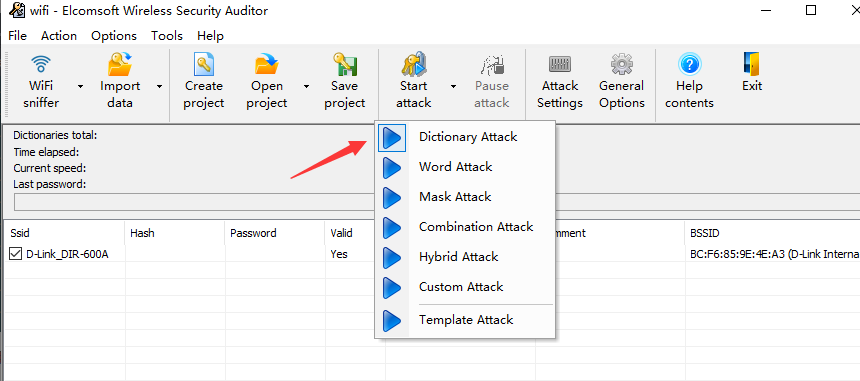 wifi - Elcomsoft Wireless Security Auditor
File Action Options Tools Help
WiFi sniffer
Import data
Create project
Open project
Save project
Start attack
Pause attack
Attack Settings
General Options
Help contents
Exit
Dictionaries total:
Time elapsed:
Current speed:
Last password:
Dictionary Attack
Word Attack
Mask Attack
Combination Attack
Hybrid Attack
Custom Attack
Template Attack
Ssid Hash Password Valid mment BSSID
D-Link_DIR-600A Yes BC:F6:85:9E:4E:A3 (D-Link Interna